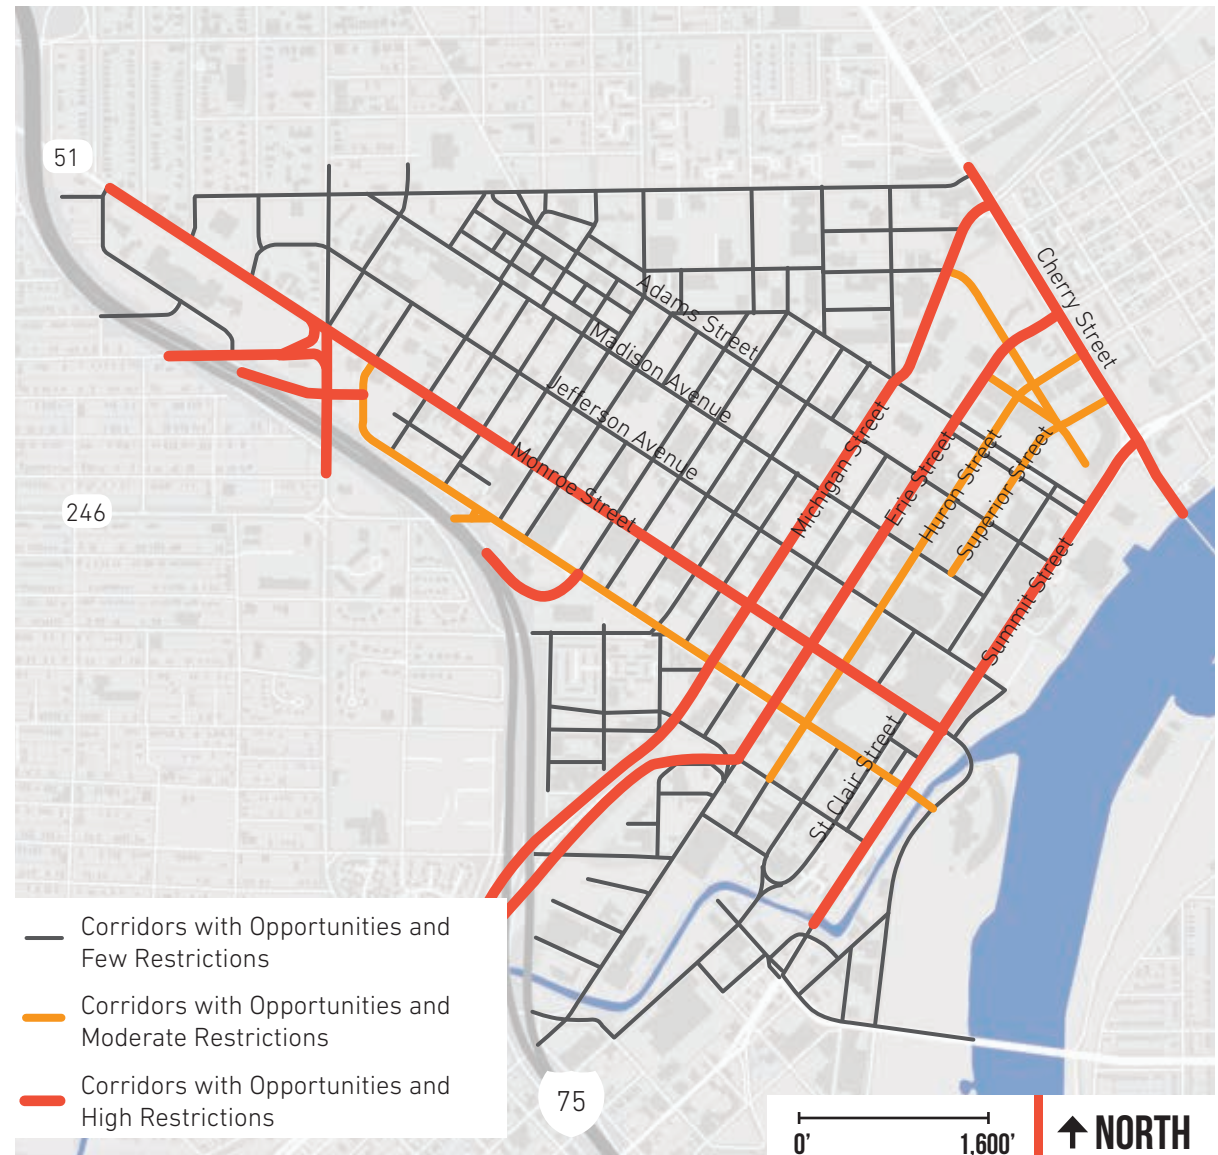 51
Cherry Street
Adams Street
Madison Avenue
Jefferson Avenue
Monroe Street
Michigan Street
Erie Street
Huron Street
Superior Street
246
Summit Street
St. Clair Street
Corridors with Opportunities and
Few Restrictions
Corridors with Opportunities and
Moderate Restrictions
Corridors with Opportunities and
High Restrictions
75
0'
1,600'
NORTH